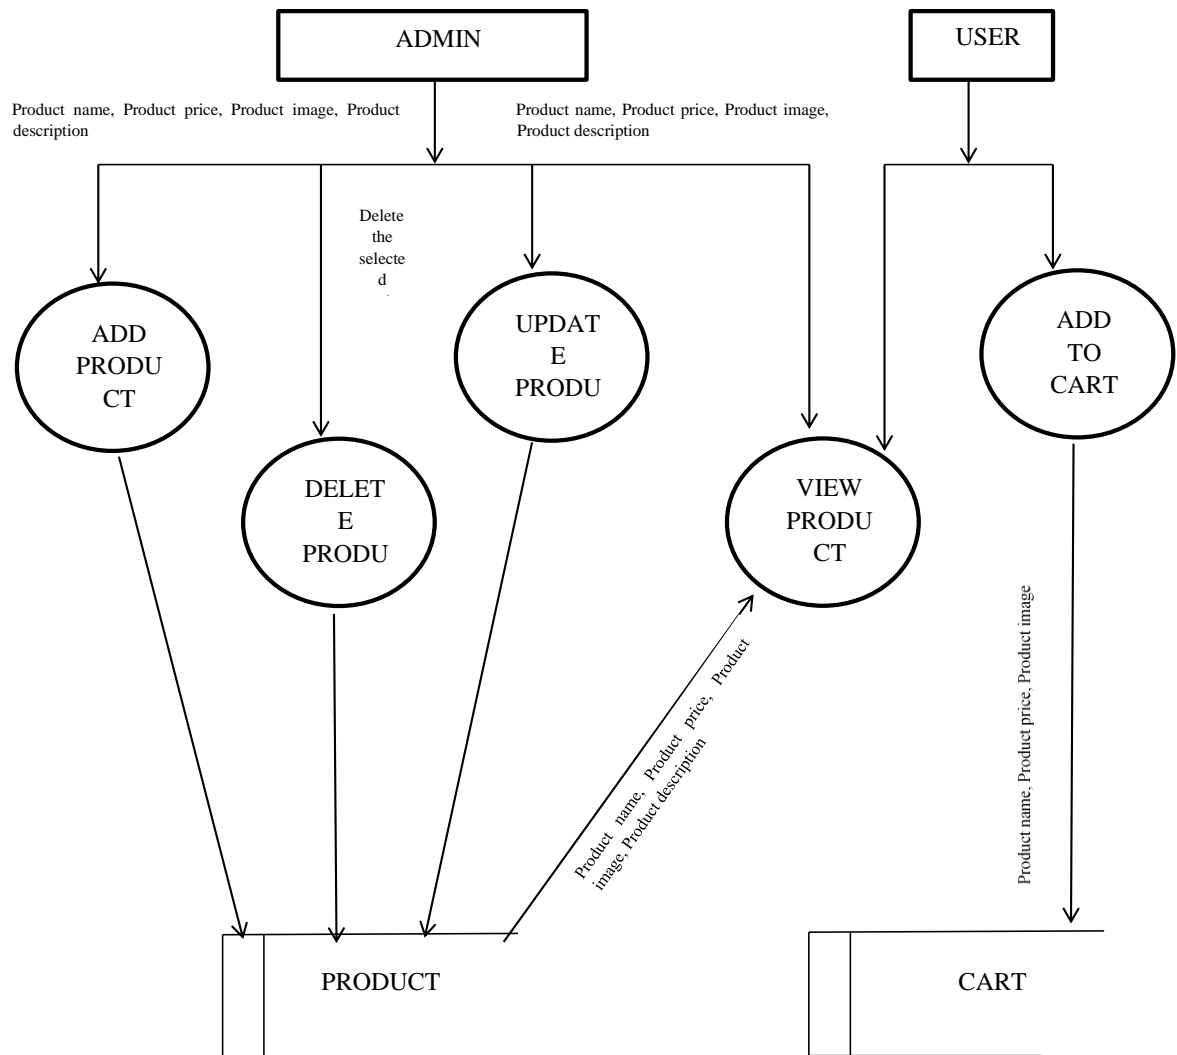 ADMIN
USER
Product name, Product price, Product image, Product
description
Product name, Product price, Product image,
Product description
Delete
the
selecte
d
ADD
PRODU
CT
UPDAT
E
PRODU
ADD
TO
CART
DELET
E
PRODU
VIEW
PRODU
CT
Product name, Product price, Product
image, Product description
Product name, Product price, Product image
PRODUCT
CART